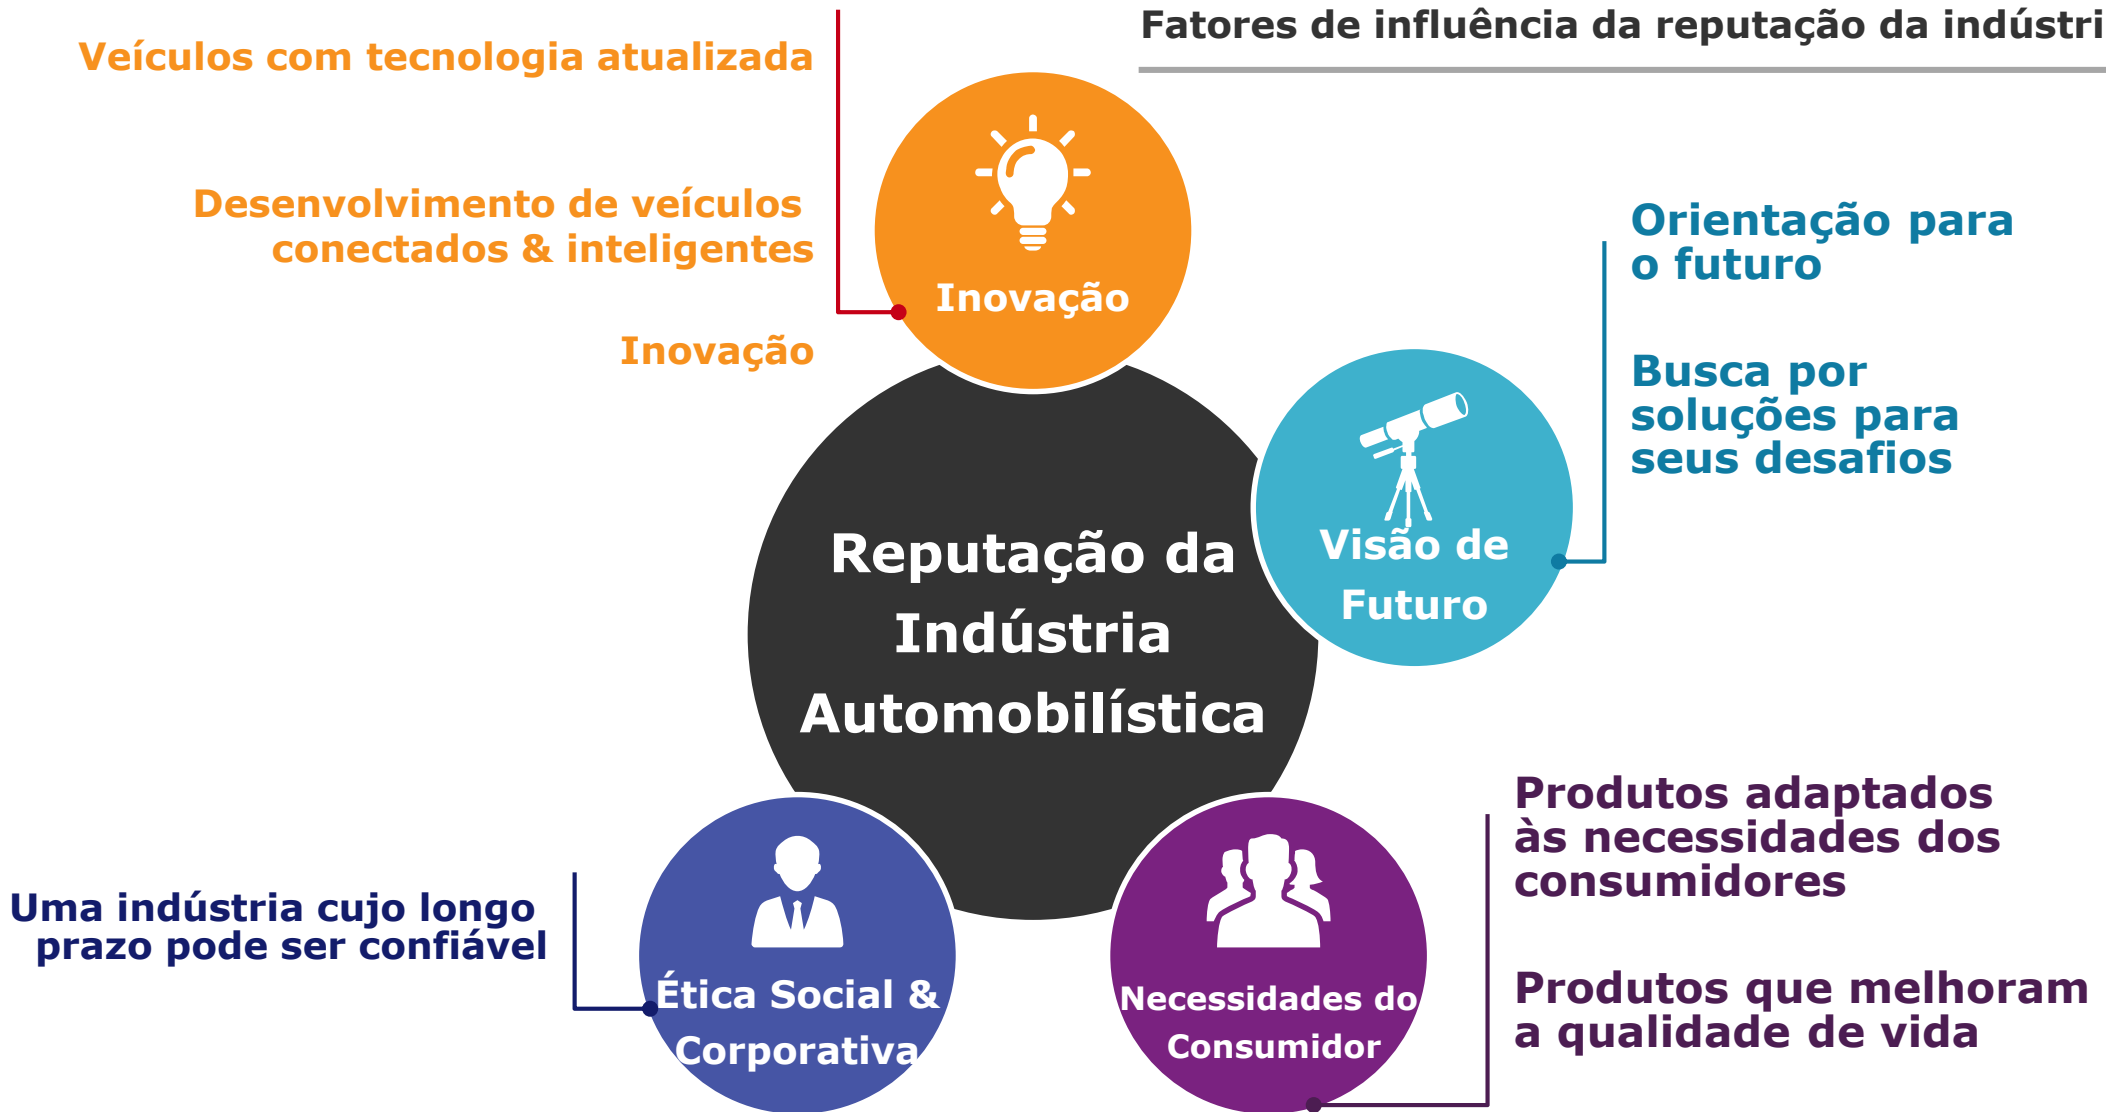 Fatores de influência da reputação da indústri
Veículos com tecnologia atualizada
Desenvolvimento de veículos
conectados & inteligentes
Inovação
Inovação
Orientação para
o futuro
Busca por
soluções para
seus desafios
Visão de
Futuro
Reputação da
Indústria
Automobilística
Uma indústria cujo longo
prazo pode ser confiável
Ética Social &
Corporativa
Necessidades do
Consumidor
Produtos adaptados
às necessidades dos
consumidores
Produtos que melhoram
a qualidade de vida